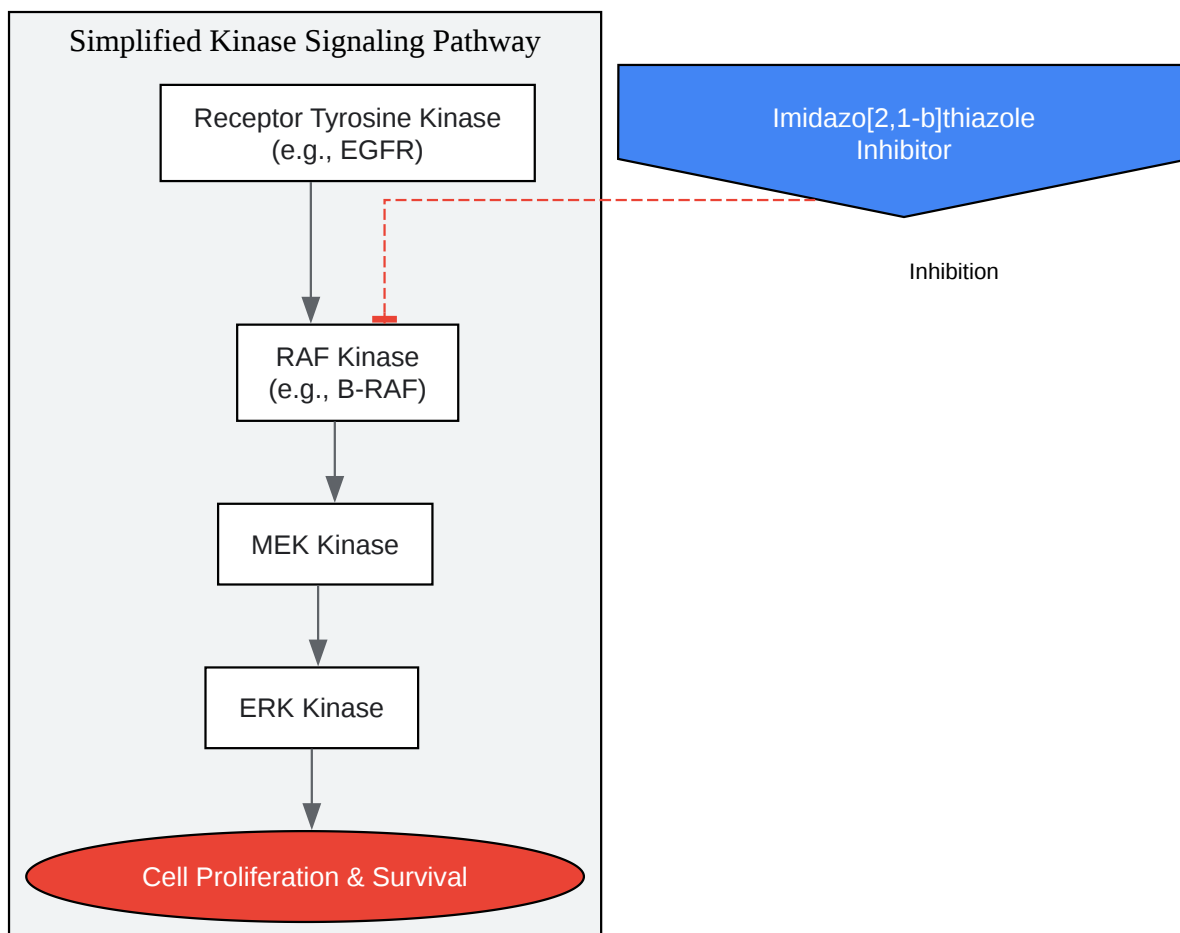 Simplified Kinase Signaling Pathway
Receptor Tyrosine Kinase
(e.g., EGFR)
Imidazo[2,1-b]thiazole
Inhibitor
Inhibition
RAF Kinase
(e.g., B-RAF)
MEK Kinase
ERK Kinase
Cell Proliferation & Survival